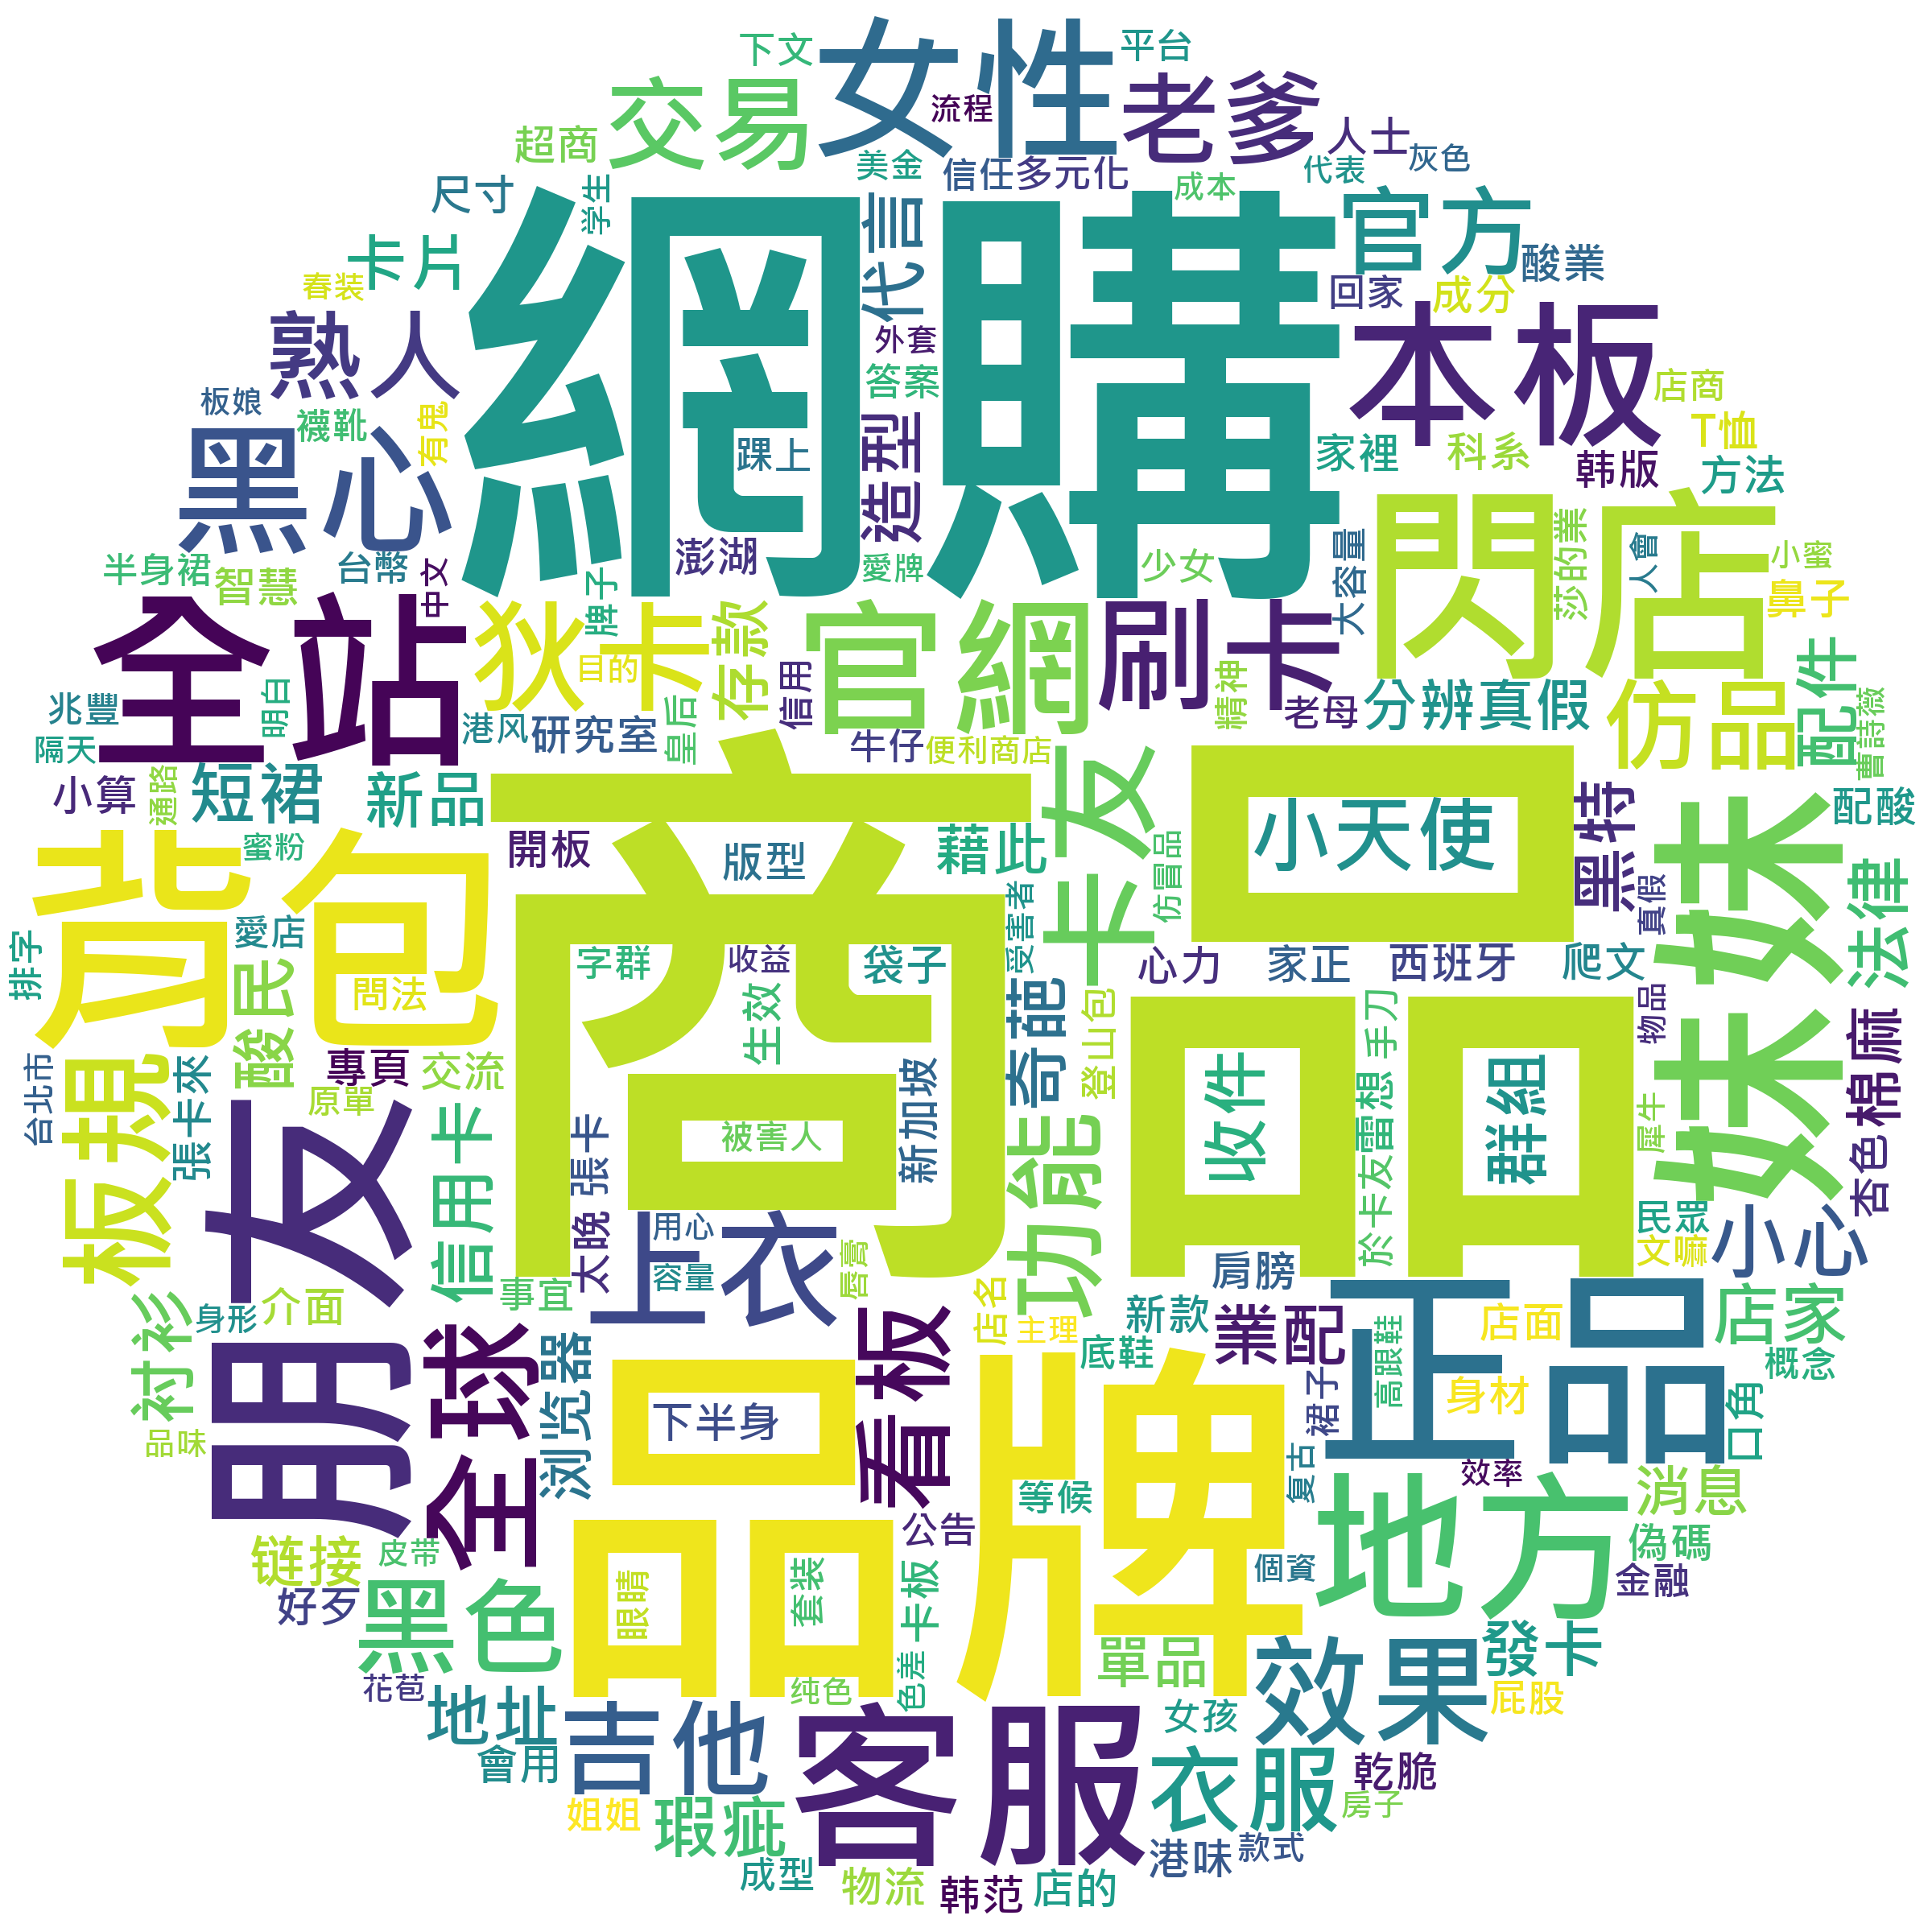 下文
女性
平台
交易
流程
老爹
超商
人士
美金
信任
多元化
代表
灰色
尺寸
学生
成本
代言
官方
網購
卡片
酸業
春装
回家
成分
熟人
外套
答案
本板
店商
板娘
襪靴
有鬼
黑心
踝上
造型
家裡
科系
T恤
韩版
方法
半身裙
智慧
台幣
中文
澎湖
愛牌
少女
大容量
閃店
莎的業
人會
小蜜
鼻子
牌子
全站
狄卡
目的
存款
信用
官網
刷卡
精神
老母
分辨真假
仿品
配件
曹詩薇
兆豐
明白
隔天
港风
研究室
皇后
牛仔
便利商店
小算
通路
短裙
新品
商品
卡友
小天使
黑特
妹妹
配酸
背包
蜜粉
開板
版型
藉此
仿冒品
真假
法律
排字
愛店
酸民
問法
字群
收益
袋子
受害者
心力
家正
西班牙
爬文
物品
生效
奇葩
登山包
手刀
板規
台北市
張卡來
專頁
交流
原單
新加坡
收件
雷想
群組
犀牛
棉麻
朋友
信用卡
張卡
被害人
功能
於卡友
杏色
太晚
用心
上衣
容量
唇膏
民眾
文嘛
小心
肩膀
衬衫
身形
介面
事宜
店名
主理
新款
底鞋
業配
正品
高跟鞋
店面
店家
概念
全球
浏览器
品牌
下半身
看板
裙子
身材
口角
品味
等候
复古
效率
链接
皮带
公告
地方
消息
偽碼
好歹
黑色
眼睛
套装
卡板
個資
金融
花苞
纯色
色差
單品
效果
發卡
地址
吉他
客服
女孩
屁股
會用
衣服
乾脆
姐姐
瑕疵
房子
成型
物流
韩范
店的
港味
款式